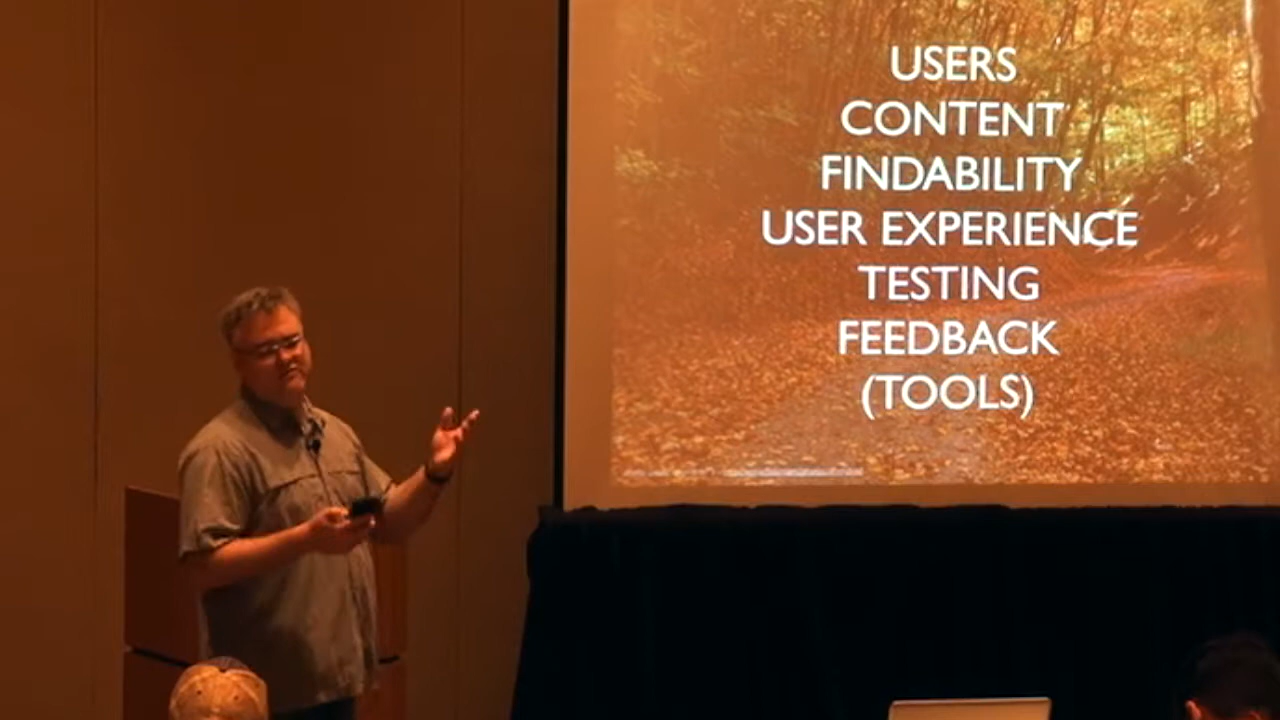 USERS
CONTENT
FINDABILITY
USER EXPERIENCE
TESTING
FEEDBACK
(TOOLS)